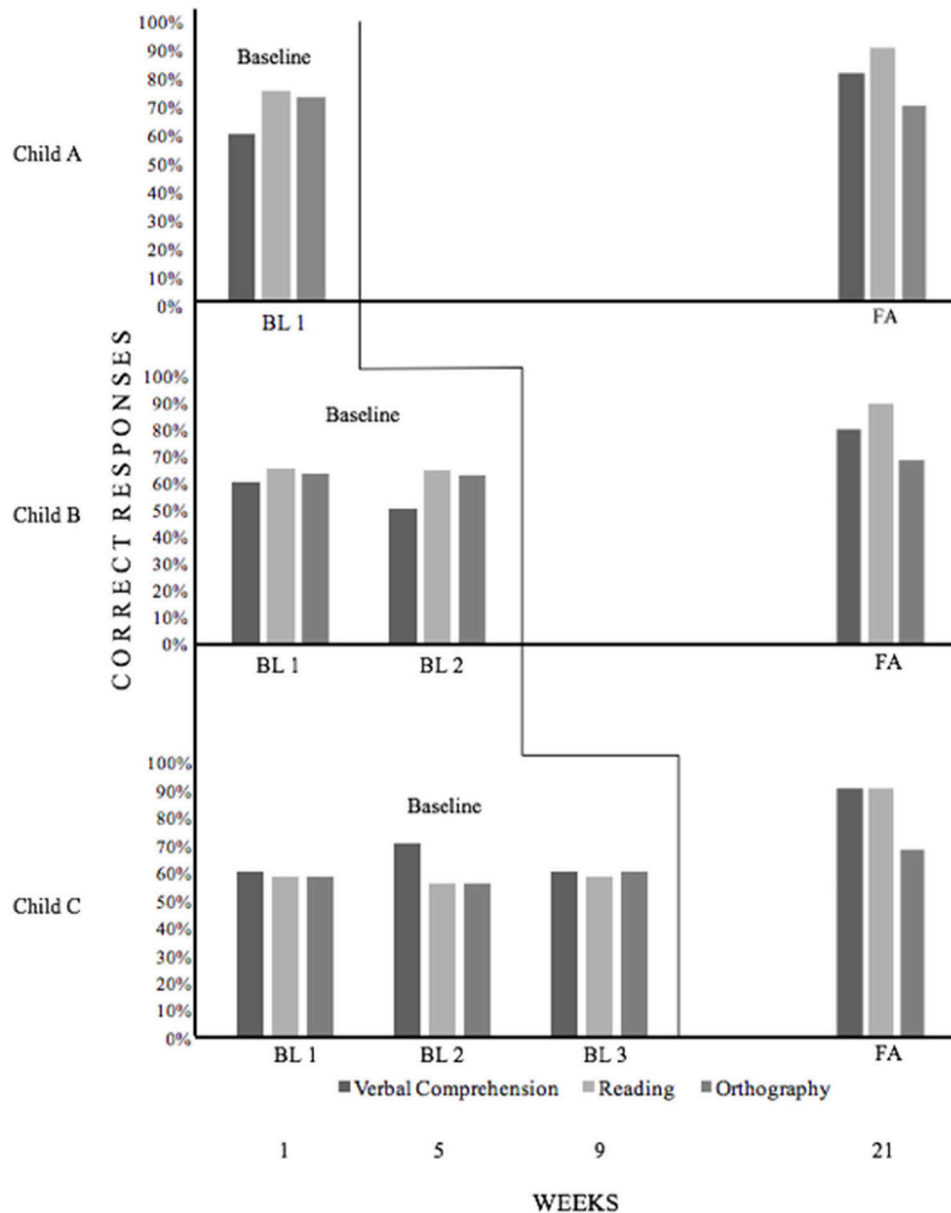 Child A
100%
90%
80%
70%
60%
50%
40%
30%
20%
10%
0%
Baseline
BL 1
FA
CORRECT RESPONSES
Child B
100%
90%
80%
70%
60%
50%
40%
30%
20%
10%
0%
Baseline
BL 1
BL 2
FA
Child C
100%
90%
80%
70%
60%
50%
40%
30%
20%
10%
0%
Baseline
BL 1
BL 2
BL 3
FA
Verbal Comprehension Reading Orthography
1 5 9 21
WEEKS